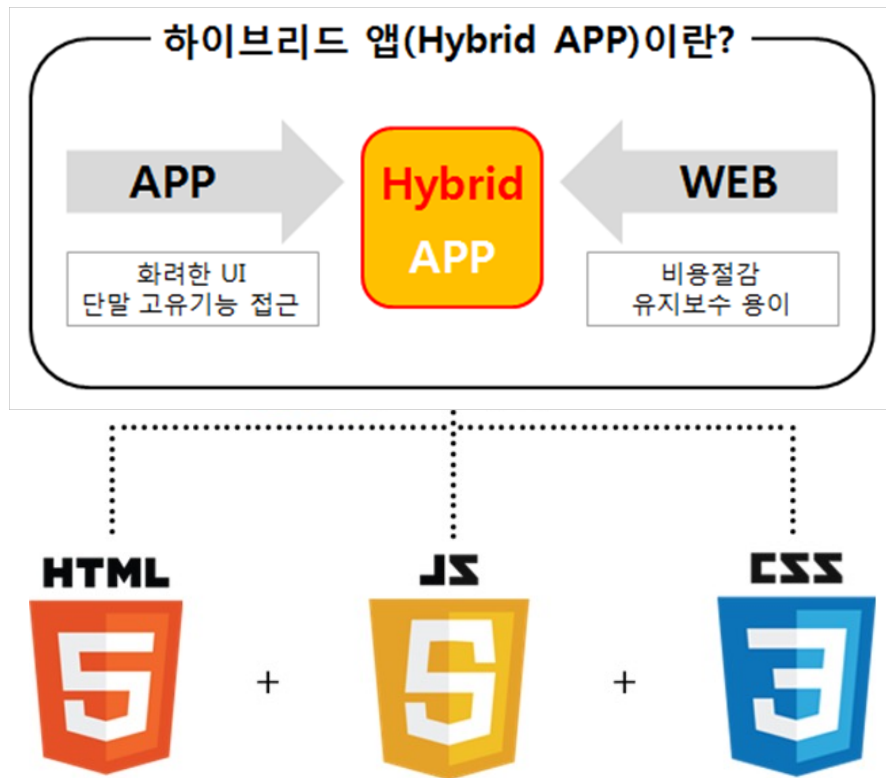 하이브리드 앱(Hybrid APP)이란?
APP
Hybrid
APP
WEB
화려한 UI
단말 고유기능 접근
비용절감
유지보수 용이
HTML
JS
CSS
5
+
5
+
3